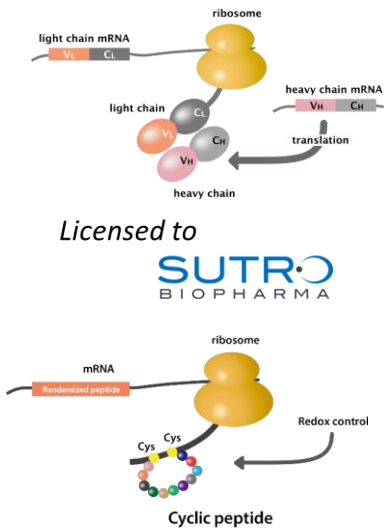 ribosome
light chain mRNA
VL CL
heavy chain mRNA
VH CH
light chain
CL
VL
CH
VH
translation
heavy chain
Licensed to
SUTRO
BIOPHARMA
ribosome
mRNA
Randamized peptide
Redox control
Cys Cys
Cyclic peptide